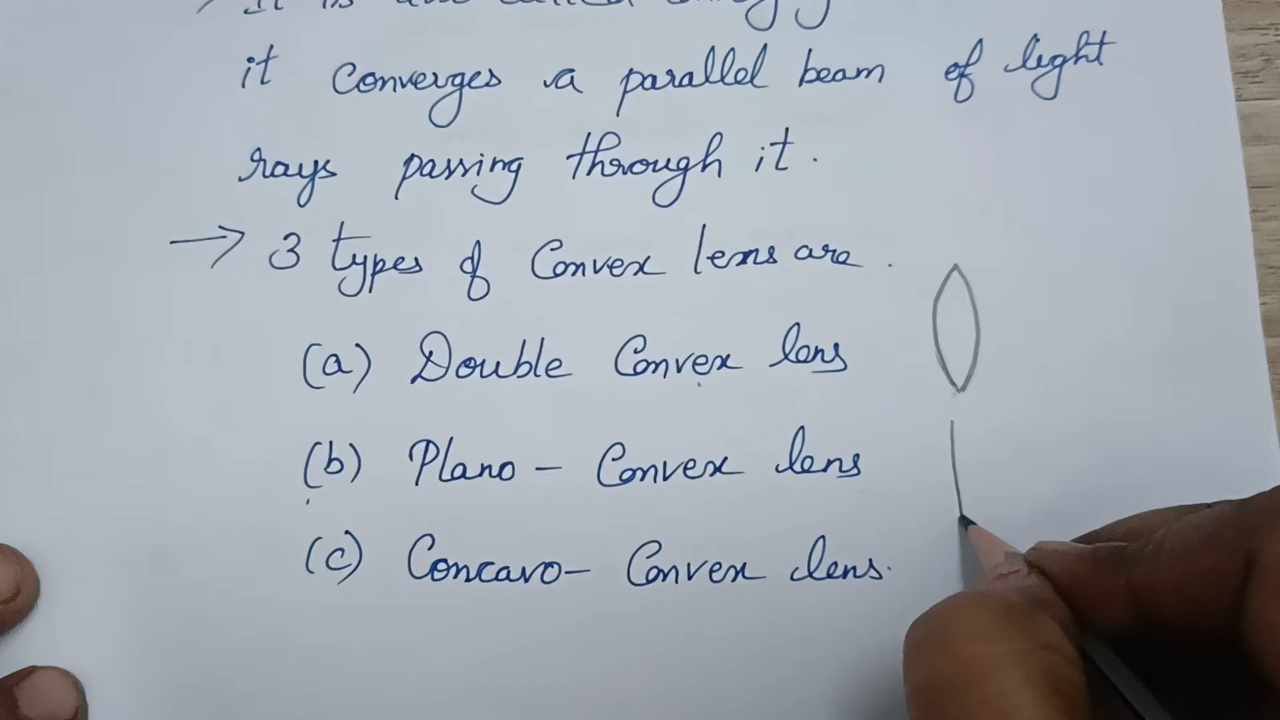 it converges a parallel beam of light
rays passing through it.
→ 3 types of Convex lens are.
(a) Double Convex lens
(b) Plano - Convex lens
(c) Concavo- Convex lens.